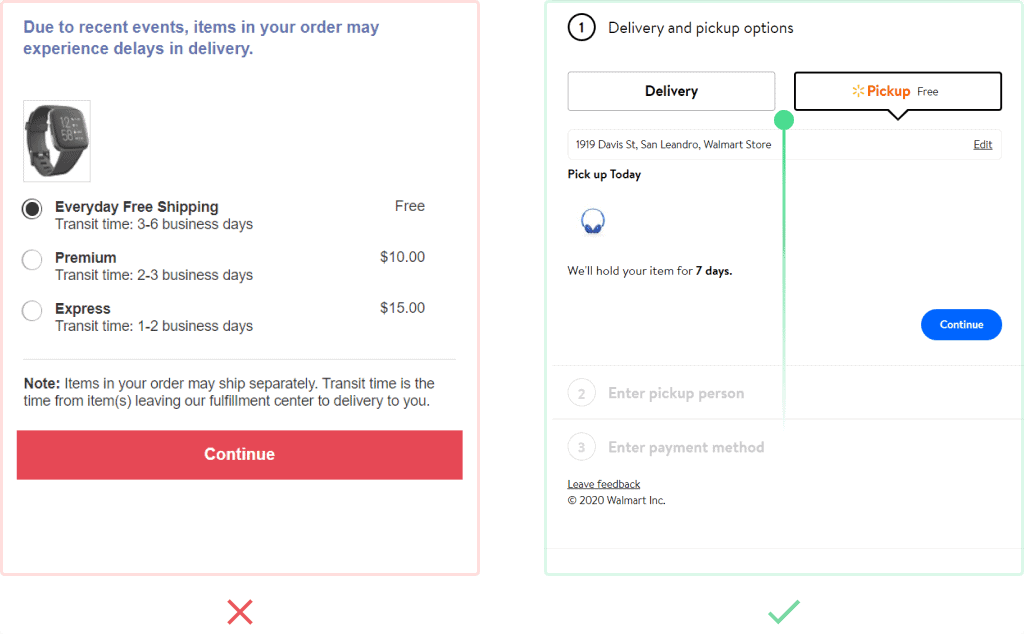 Due to recent events, items in your order may
experience delays in delivery.
12
58
Everyday Free Shipping Free
Transit time: 3-6 business days
Premium $10.00
Transit time: 2-3 business days
Express $15.00
Transit time: 1-2 business days
Note: Items in your order may ship separately. Transit time is the
time from item(s) leaving our fulfillment center to delivery to you.
Continue
1 Delivery and pickup options
Delivery Pickup Free
1919 Davis St, San Leandro, Walmart Store Edit
Pick up Today
We'll hold your item for 7 days.
Continue
2 Enter pickup person
3 Enter payment method
Leave feedback
© 2020 Walmart Inc.